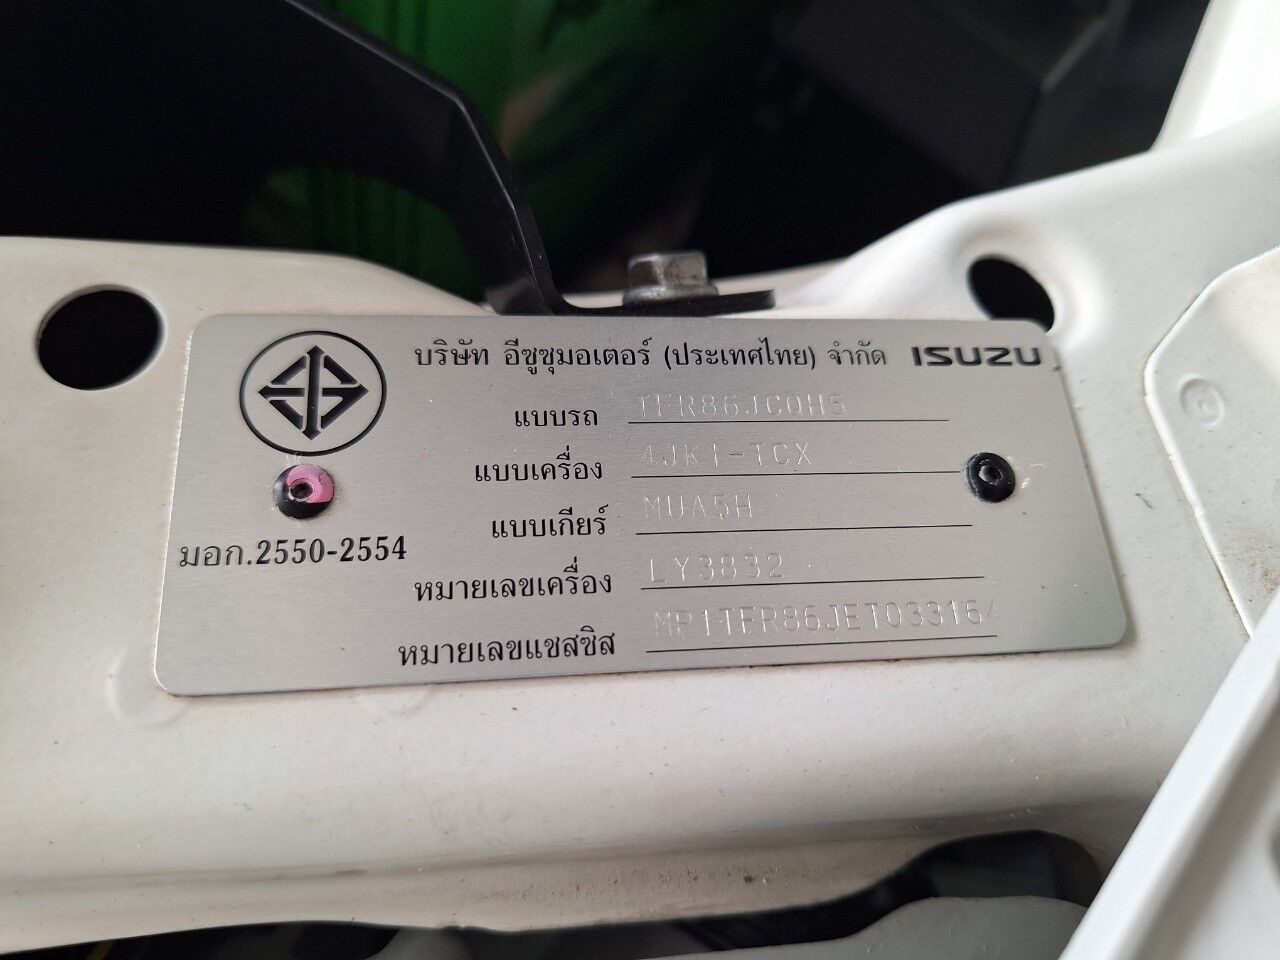 บริษัท อีซูซุมอเตอร์ (ประเทศไทย) จำกัด ISUZU
แบบรถ TFR86JCQH5
แบบเครื่อง 4JK1-TCX
แบบเกียร์ MUA5H
มอก.2550-2554
หมายเลขเครื่อง LY3832
หมายเลขแชสซิส MP1TFR86JET033164